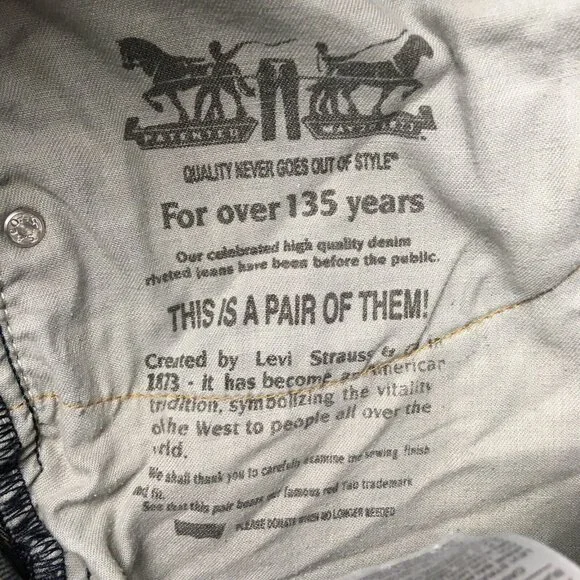 PATENTED
QUALITY NEVER GOES OUT OF STYLE®
For over 135 years
Our celebrated high quality denim
riveted jeans have been before the public.
THIS IS A PAIR OF THEM!
Created by Levi Strauss & Co. in
1873 - it has become an American
tradition, symbolizing the vitality
of the West to people all over the
world.
We shall thank you to carefully examine the sewing finish
and fit.
See that this pair bears our famous red Tab trademark
PLEASE DONATE WHEN NO LONGER NEEDED